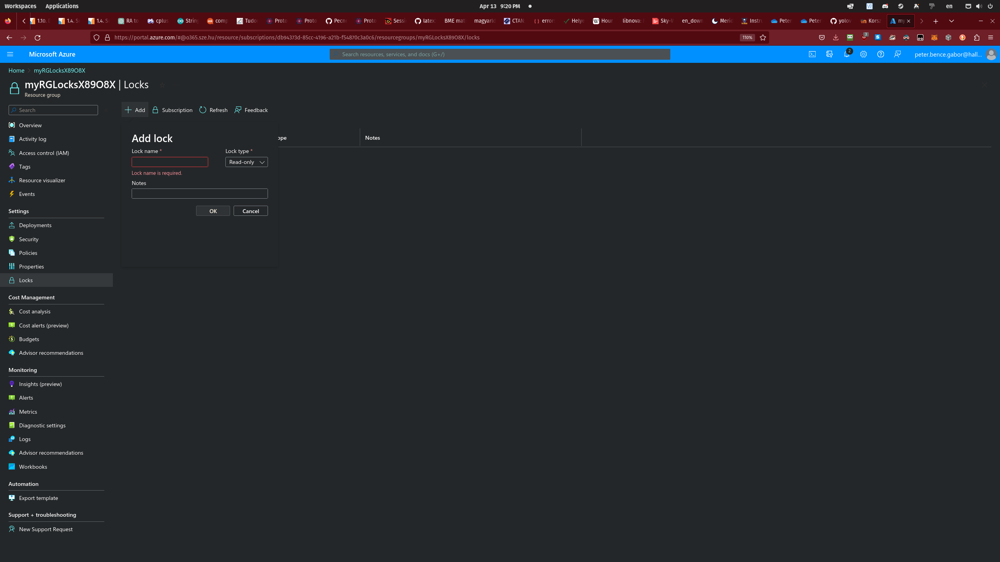 Workspaces Applications Apr 13 9:20 PM en
1.10. 1.4. 1.4. RA to cplus String comp Tudo Proto Proto Pecne Proto Sessi latex BME mat magyarld CTAN errors Helye Hour libnova: Sky-W en_down Merid Instru Peter Peter yolov Korsz my
https://portal.azure.com/#@o365.sze.hu/resource/subscriptions/db94373d-85cc-4196-a21b-f54870c3a0c6/resourcegroups/myRGLocksX89O8X/locks 110% 3
Microsoft Azure Search resources, services, and docs (G+/) 2 peter.bence.gabor@hall...
Home myRGLocksX89O8X
myRGLocksX89O8X | Locks
Resource group
Search
Overview
Activity log
Access control (IAM)
Tags
Resource visualizer
Events
Settings
Deployments
Security
Policies
Properties
Locks
Cost Management
Cost analysis
Cost alerts (preview)
Budgets
Advisor recommendations
Monitoring
Insights (preview)
Alerts
Metrics
Diagnostic settings
Logs
Advisor recommendations
Workbooks
Automation
Export template
Support + troubleshooting
New Support Request
Add Subscription Refresh Feedback
ope Notes
Add lock
Lock name * Lock type *
Read-only
Lock name is required.
Notes
OK Cancel